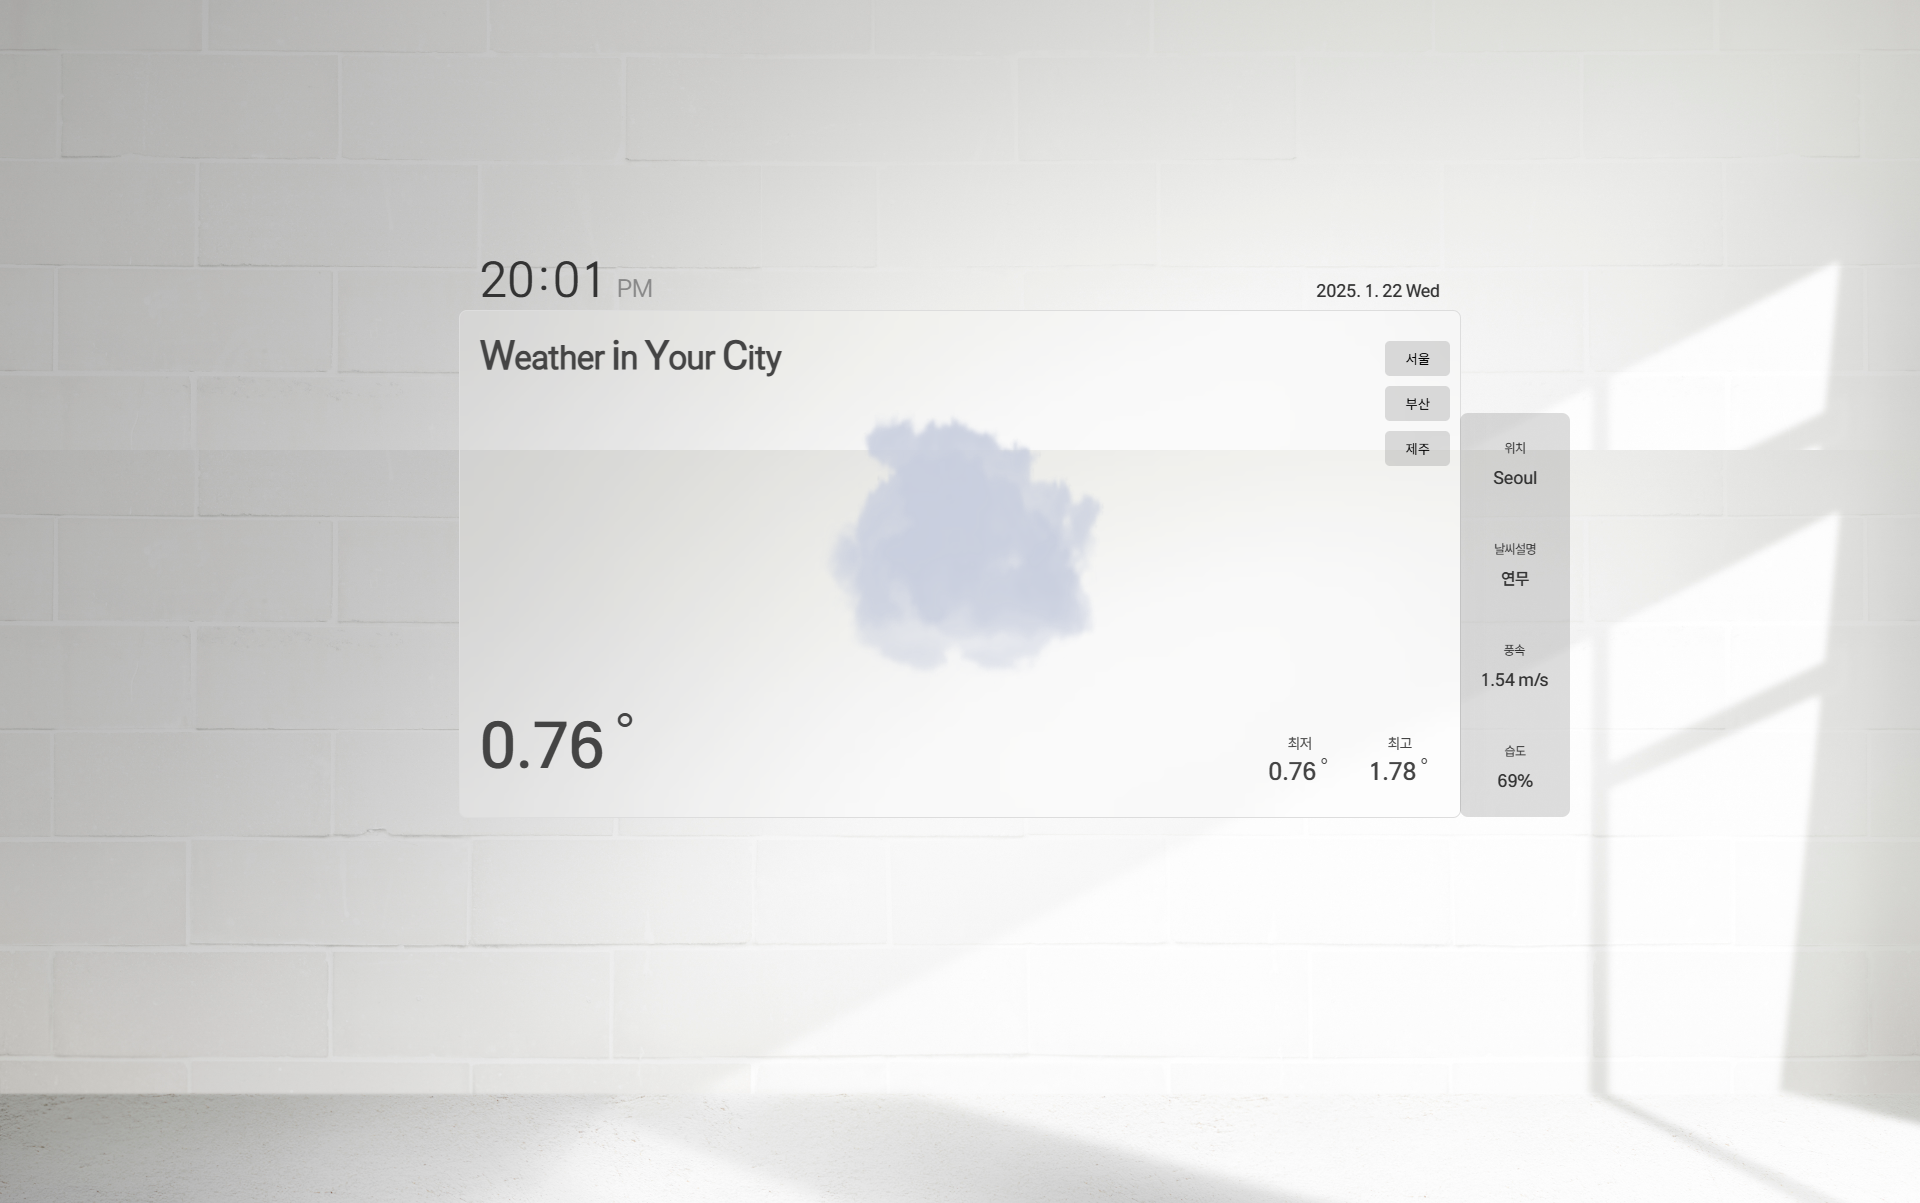 20:01 PM
2025. 1. 22 Wed
Weather in Your City
서울
부산
제주
위치
Seoul
날씨설명
연무
풍속
1.54 m/s
습도
69%
0.76 °
최저
0.76 °
최고
1.78 °